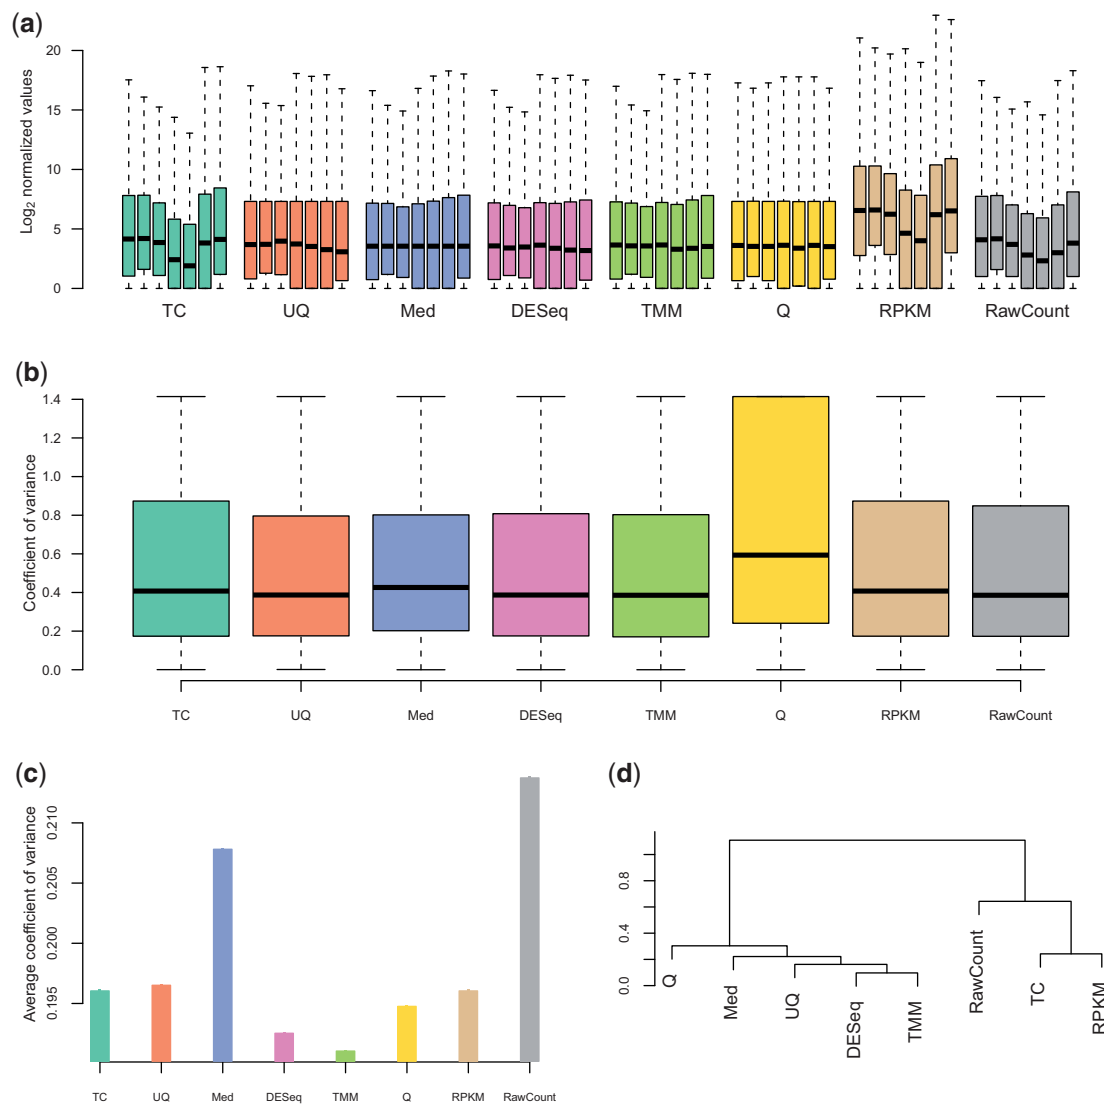 (a)
Log2 normalized values
20
15
10
5
0
TC UQ Med DESeq TMM Q RPKM RawCount
(b)
Coefficient of variance
1.4
1.2
1.0
0.8
0.6
0.4
0.2
0.0
TC UQ Med DESeq TMM Q RPKM RawCount
(c)
Average coefficient of variance
0.210
0.205
0.200
0.195
TC UQ Med DESeq TMM Q RPKM RawCount
(d)
0.8
0.4
0.0
Q
Med
UQ
DESeq
TMM
RawCount
TC
RPKM